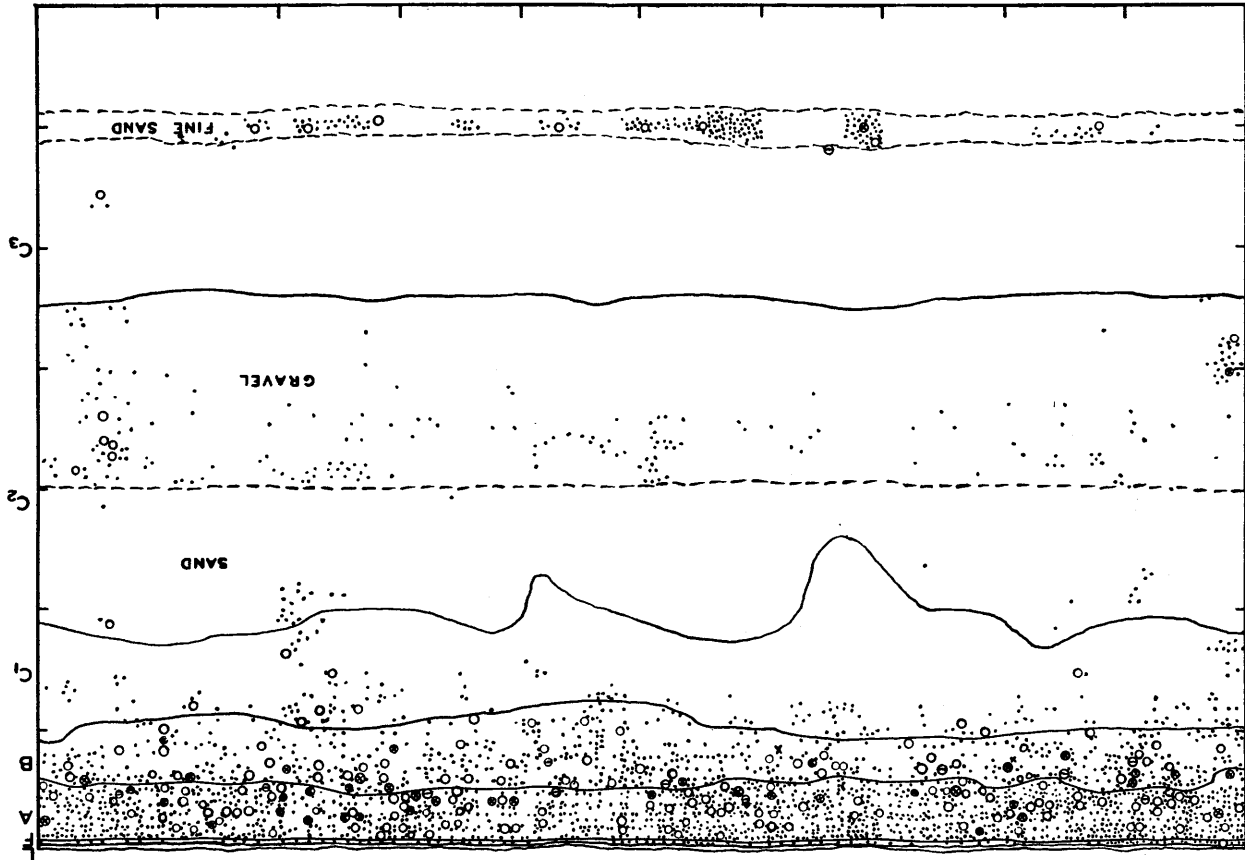 A
B
C₁
SAND
C₂
GRAVEL
C₃
FINE SAND